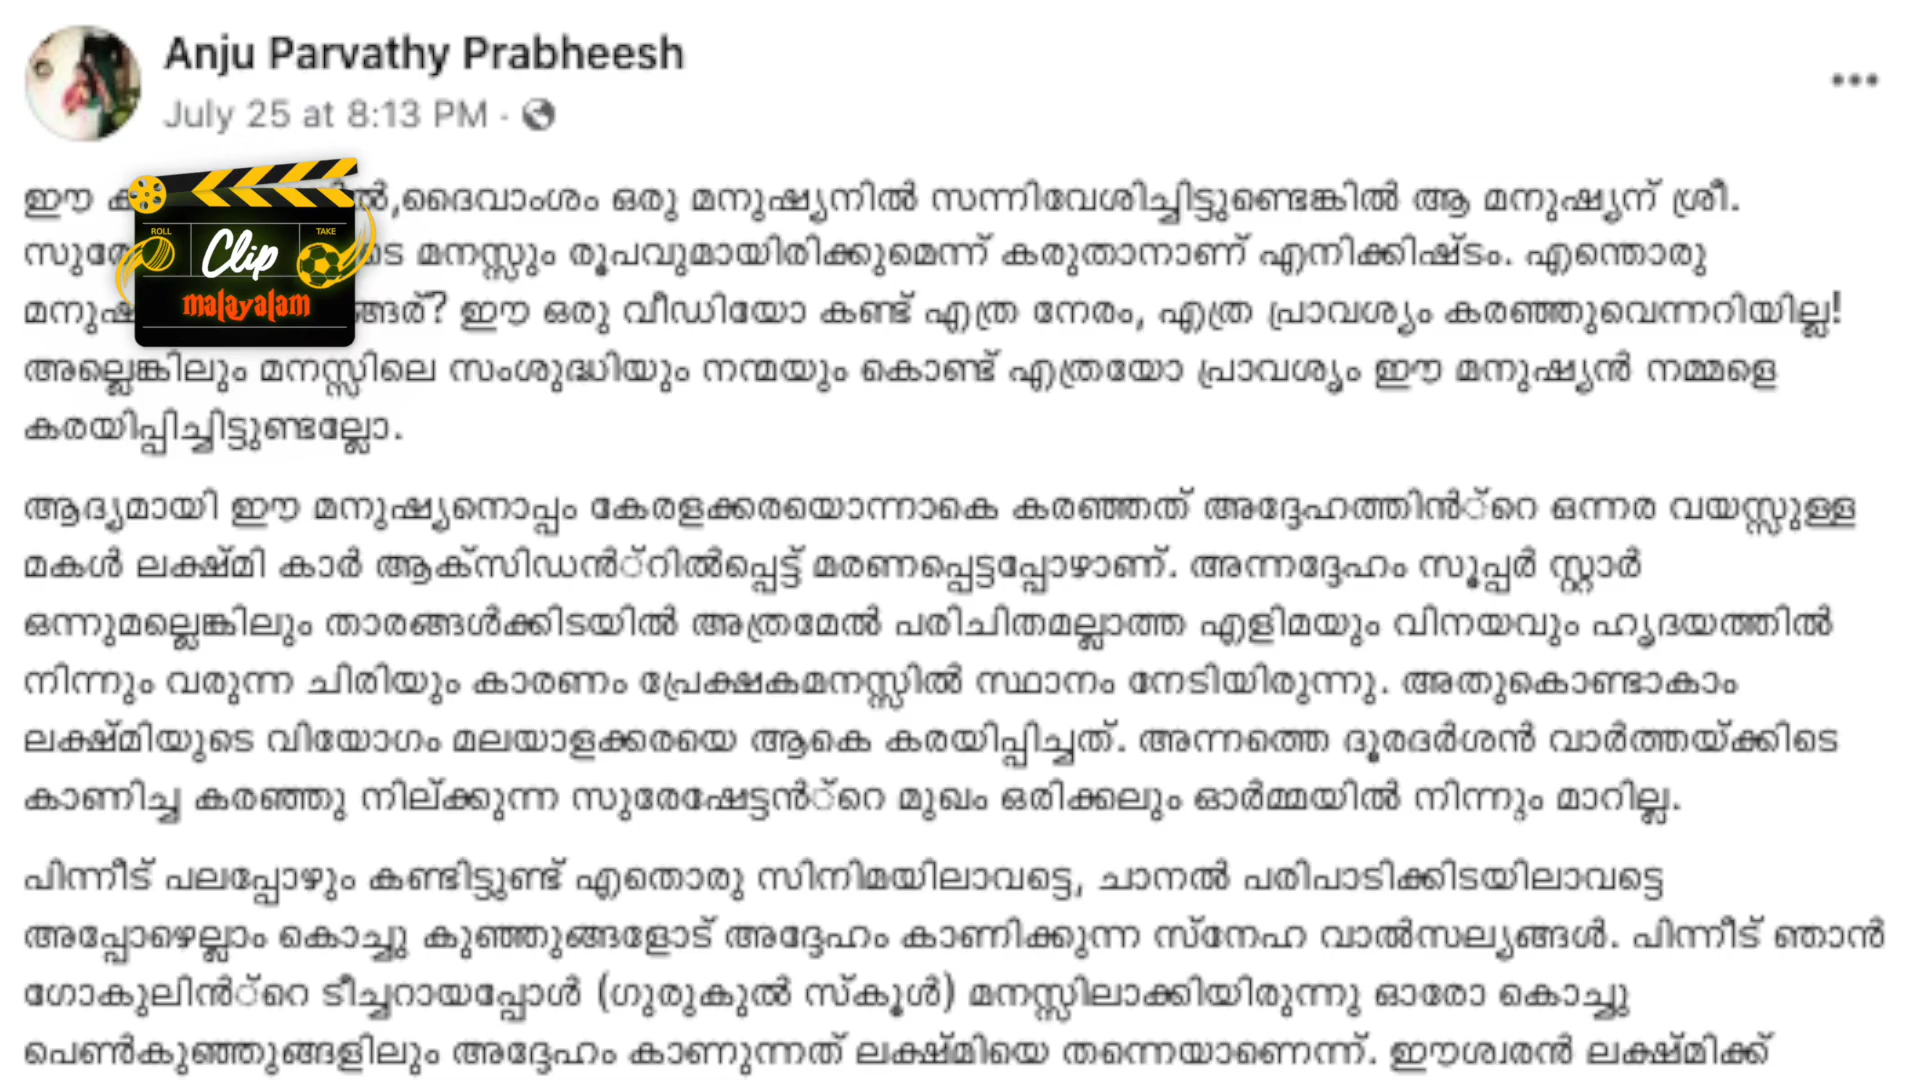 Anju Parvathy Prabheesh
July 25 at 8:13 PM
ഈ ,ദൈവാംശം ഒരു മനുഷ്യനിൽ സന്നിവേശിച്ചിട്ടുണ്ടെങ്കിൽ ആ മനുഷ്യന് ശ്രീ.
മനസ്സും രൂപവുമായിരിക്കുമെന്ന് കരുതാനാണ് എനിക്കിഷ്ടം. എന്തൊരു
ഈ ഒരു വീഡിയോ കണ്ട് എത്ര നേരം, എത്ര പ്രാവശ്യം കരഞ്ഞുവെന്നറിയില്ല!
ROLL
TAKE
Clip
malayalam
അല്ലെങ്കിലും മനസ്സിലെ സംശുദ്ധിയും നന്മയും കൊണ്ട് എത്രയോ പ്രാവശ്യം ഈ മനുഷ്യൻ നമ്മളെ
കരയിപ്പിച്ചിട്ടുണ്ടല്ലോ.
ആദ്യമായി ഈ മനുഷ്യനൊപ്പം കേരളക്കരയൊന്നാകെ കരഞ്ഞത് അദ്ദേഹത്തിൻ്റെ ഒന്നര വയസ്സുള്ള
മകൾ ലക്ഷ്മി കാർ ആക്സിഡൻ്റിൽപ്പെട്ട് മരണപ്പെട്ടപ്പോഴാണ്. അന്നദ്ദേഹം സൂപ്പർ സ്റ്റാർ
ഒന്നുമല്ലെങ്കിലും താരങ്ങൾക്കിടയിൽ അത്രമേൽ പരിചിതമല്ലാത്ത എളിമയും വിനയവും ഹൃദയത്തിൽ
നിന്നും വരുന്ന ചിരിയും കാരണം പ്രേക്ഷകമനസ്സിൽ സ്ഥാനം നേടിയിരുന്നു. അതുകൊണ്ടാകാം
ലക്ഷ്മിയുടെ വിയോഗം മലയാളക്കരയെ ആകെ കരയിപ്പിച്ചത്. അന്നത്തെ ദൂരദർശൻ വാർത്തയ്ക്കിടെ
കാണിച്ച കരഞ്ഞു നില്ക്കുന്ന സുരേഷേട്ടൻ്റെ മുഖം ഒരിക്കലും ഓർമ്മയിൽ നിന്നും മാറില്ല.
പിന്നീട് പലപ്പോഴും കണ്ടിട്ടുണ്ട് ഏതൊരു സിനിമയിലാവട്ടെ, ചാനൽ പരിപാടിക്കിടയിലാവട്ടെ
അപ്പോഴെല്ലാം കൊച്ചു കുഞ്ഞുങ്ങളോട് അദ്ദേഹം കാണിക്കുന്ന സ്നേഹ വാൽസല്യങ്ങൾ. പിന്നീട് ഞാൻ
ഗോകുലിൻ്റെ ടീച്ചറായപ്പോൾ (ഗുരുകുൽ സ്കൂൾ) മനസ്സിലാക്കിയിരുന്നു ഓരോ കൊച്ചു
പെൺകുഞ്ഞുങ്ങളിലും അദ്ദേഹം കാണുന്നത് ലക്ഷ്മിയെ തന്നെയാണെന്ന്. ഈശ്വരൻ ലക്ഷ്മിക്ക്